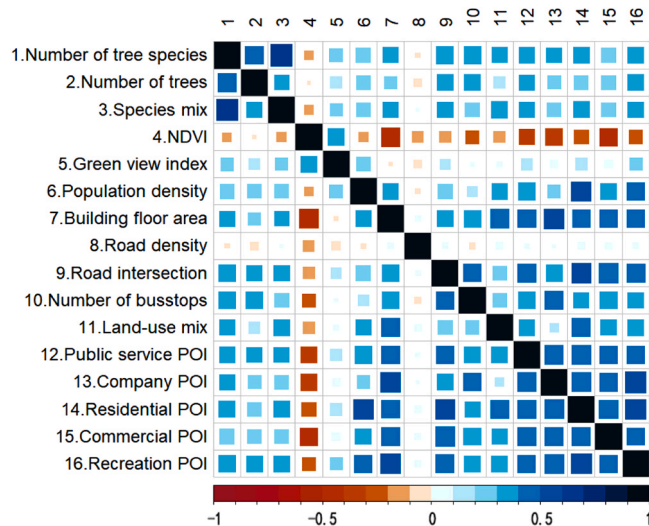 1 2 3 4 5 6 7 8 9 10 11 12 13 14 15 16
1.Number of tree species
2.Number of trees
3.Species mix
4.NDVI
5.Green view index
6.Population density
7.Building floor area
8.Road density
9.Road intersection
10.Number of busstops
11.Land-use mix
12.Public service POI
13.Company POI
14.Residential POI
15.Commercial POI
16.Recreation POI
−1 −0.5 0 0.5 1